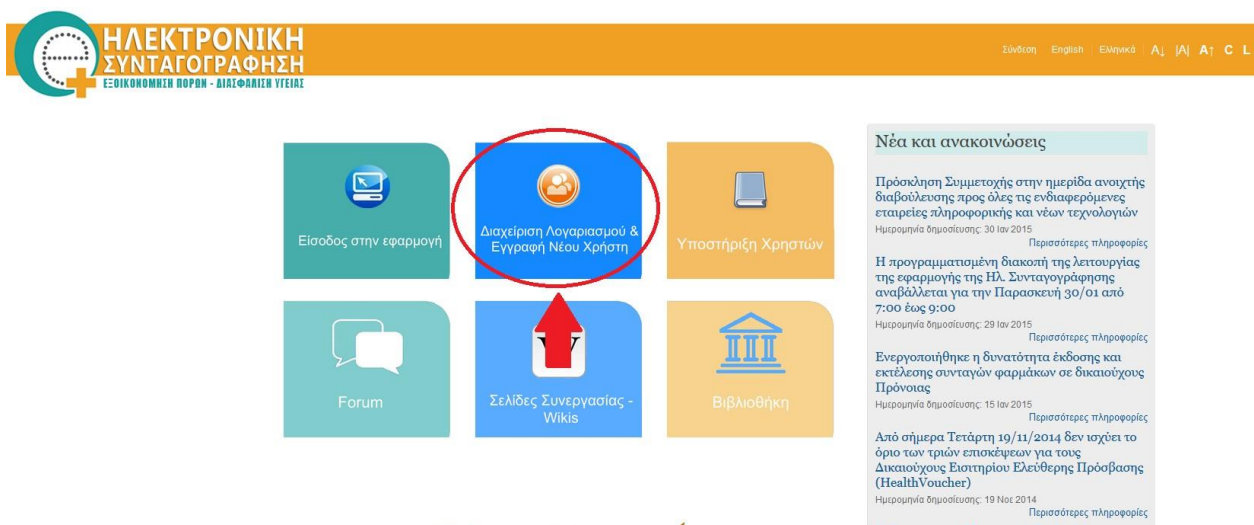 ΗΛΕΚΤΡΟΝΙΚΗ
ΣΥΝΤΑΓΟΓΡΑΦΗΣΗ
ΕΞΟΙΚΟΝΟΜΗΣΗ ΠΟΡΩΝ - ΔΙΑΣΦΑΛΙΣΗ ΥΓΕΙΑΣ
Σύνδεση English Ελληνικά A↓ |A| A↑ C L
Είσοδος στην εφαρμογή
Διαχείριση Λογαριασμού &
Εγγραφή Νέου Χρήστη
Υποστήριξη Χρηστών
Forum
W
Σελίδες Συνεργασίας -
Wikis
Βιβλιοθήκη
Νέα και ανακοινώσεις
Πρόσκληση Συμμετοχής στην ημερίδα ανοιχτής
διαβούλευσης προς όλες τις ενδιαφερόμενες
εταιρείες πληροφορικής και νέων τεχνολογιών
Ημερομηνία δημοσίευσης: 30 Ιαν 2015
Περισσότερες πληροφορίες
Η προγραμματισμένη διακοπή της λειτουργίας
της εφαρμογής της Ηλ. Συνταγογράφησης
αναβάλλεται για την Παρασκευή 30/01 από
7:00 έως 9:00
Ημερομηνία δημοσίευσης: 29 Ιαν 2015
Περισσότερες πληροφορίες
Ενεργοποιήθηκε η δυνατότητα έκδοσης και
εκτέλεσης συνταγών φαρμάκων σε δικαιούχους
Πρόνοιας
Ημερομηνία δημοσίευσης: 15 Ιαν 2015
Περισσότερες πληροφορίες
Από σήμερα Τετάρτη 19/11/2014 δεν ισχύει το
όριο των τριών επισκέψεων για τους
Δικαιούχους Εισιτηρίου Ελεύθερης Πρόσβασης
(HealthVoucher)
Ημερομηνία δημοσίευσης: 19 Νοε 2014
Περισσότερες πληροφορίες